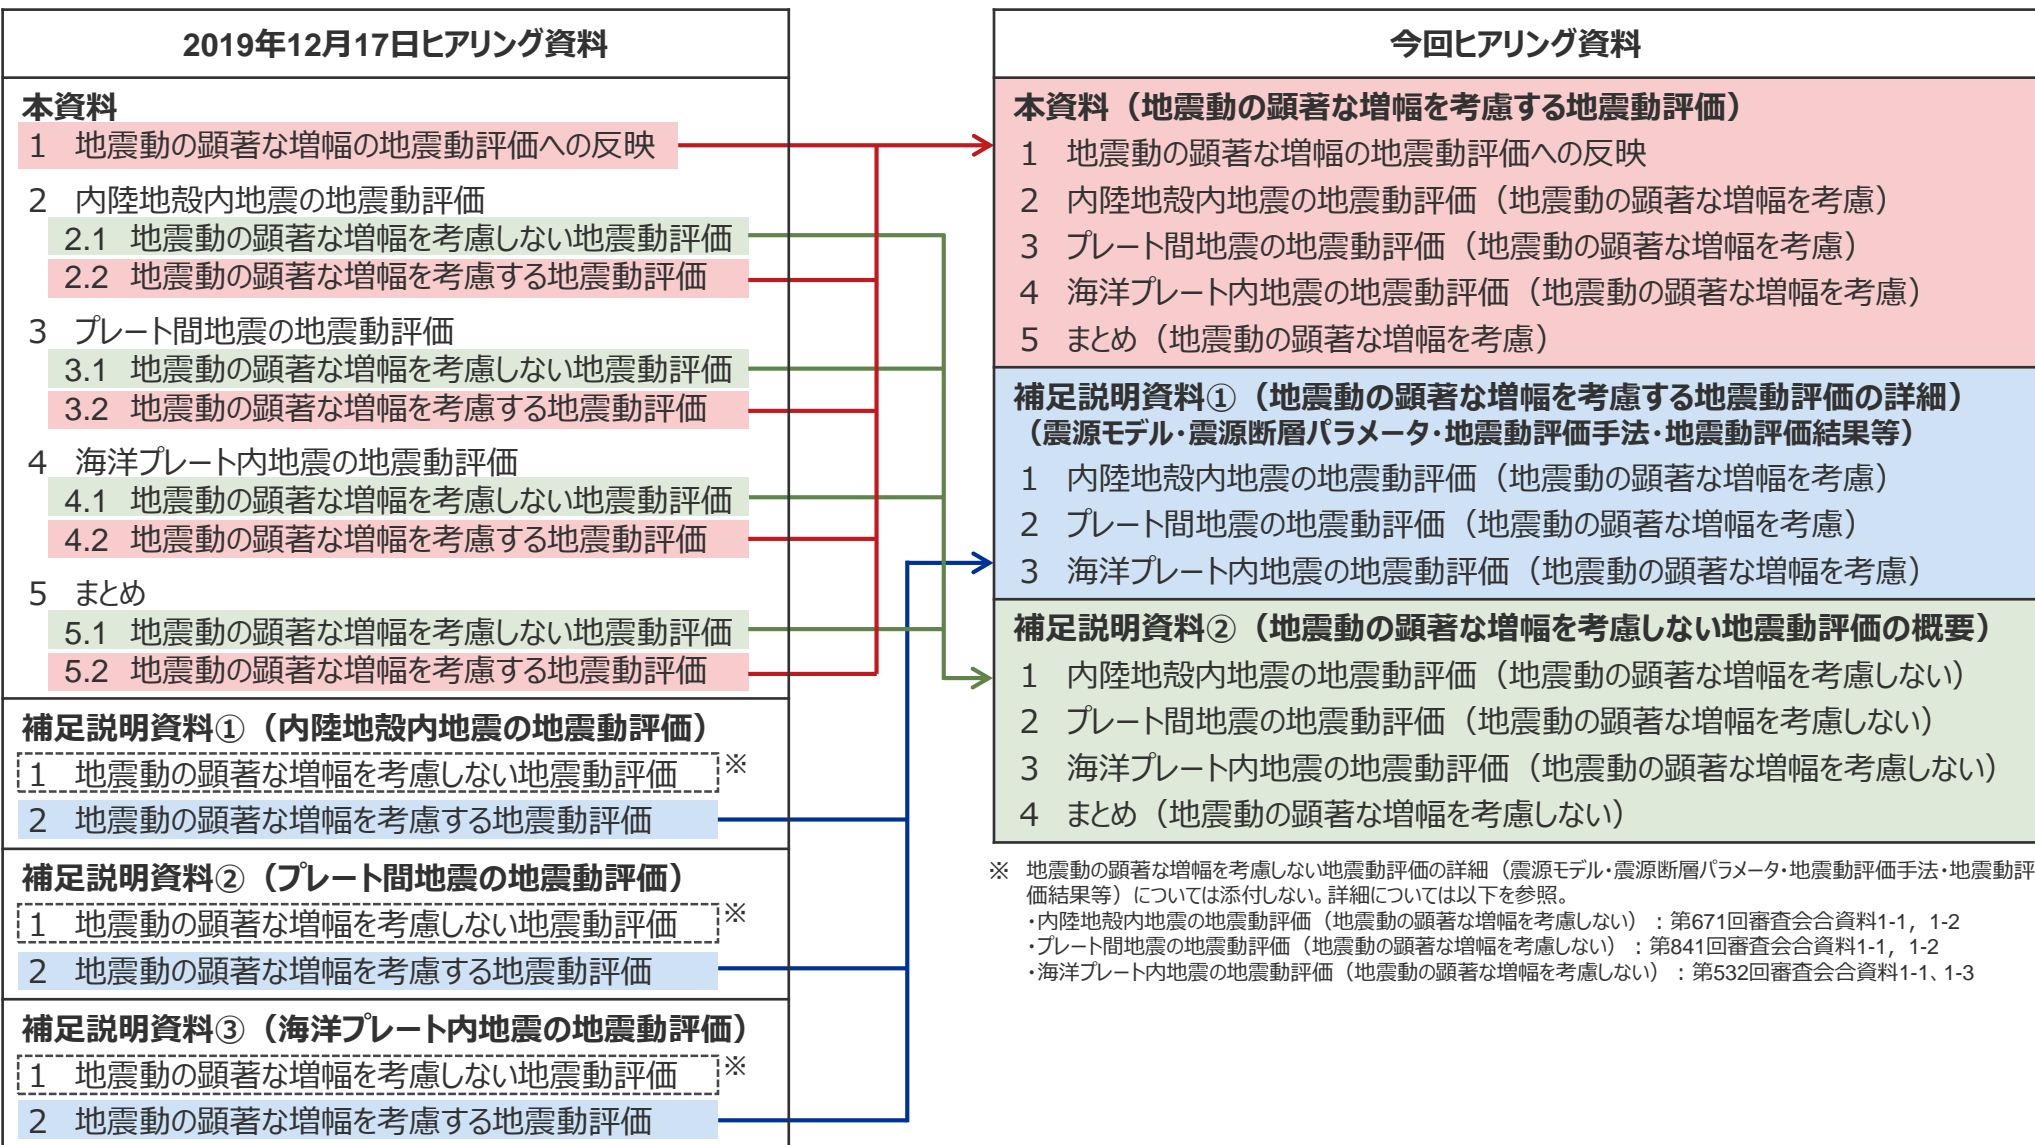 2019年12月17日ヒアリング資料
本資料
1 地震動の顕著な増幅の地震動評価への反映
2 内陸地殻内地震の地震動評価
2.1 地震動の顕著な増幅を考慮しない地震動評価
2.2 地震動の顕著な増幅を考慮する地震動評価
3 プレート間地震の地震動評価
3.1 地震動の顕著な増幅を考慮しない地震動評価
3.2 地震動の顕著な増幅を考慮する地震動評価
4 海洋プレート内地震の地震動評価
4.1 地震動の顕著な増幅を考慮しない地震動評価
4.2 地震動の顕著な増幅を考慮する地震動評価
5 まとめ
5.1 地震動の顕著な増幅を考慮しない地震動評価
5.2 地震動の顕著な増幅を考慮する地震動評価
補足説明資料①（内陸地殻内地震の地震動評価）
1 地震動の顕著な増幅を考慮しない地震動評価 ※
2 地震動の顕著な増幅を考慮する地震動評価
補足説明資料②（プレート間地震の地震動評価）
1 地震動の顕著な増幅を考慮しない地震動評価 ※
2 地震動の顕著な増幅を考慮する地震動評価
補足説明資料③（海洋プレート内地震の地震動評価）
1 地震動の顕著な増幅を考慮しない地震動評価 ※
2 地震動の顕著な増幅を考慮する地震動評価
今回ヒアリング資料
本資料（地震動の顕著な増幅を考慮する地震動評価）
1 地震動の顕著な増幅の地震動評価への反映
2 内陸地殻内地震の地震動評価（地震動の顕著な増幅を考慮）
3 プレート間地震の地震動評価（地震動の顕著な増幅を考慮）
4 海洋プレート内地震の地震動評価（地震動の顕著な増幅を考慮）
5 まとめ（地震動の顕著な増幅を考慮）
補足説明資料①（地震動の顕著な増幅を考慮する地震動評価の詳細）
（震源モデル・震源断層パラメータ・地震動評価手法・地震動評価結果等）
1 内陸地殻内地震の地震動評価（地震動の顕著な増幅を考慮）
2 プレート間地震の地震動評価（地震動の顕著な増幅を考慮）
3 海洋プレート内地震の地震動評価（地震動の顕著な増幅を考慮）
補足説明資料②（地震動の顕著な増幅を考慮しない地震動評価の概要）
1 内陸地殻内地震の地震動評価（地震動の顕著な増幅を考慮しない）
2 プレート間地震の地震動評価（地震動の顕著な増幅を考慮しない）
3 海洋プレート内地震の地震動評価（地震動の顕著な増幅を考慮しない）
4 まとめ（地震動の顕著な増幅を考慮しない）
※ 地震動の顕著な増幅を考慮しない地震動評価の詳細（震源モデル・震源断層パラメータ・地震動評価手法・地震動評
価結果等）については添付しない。詳細については以下を参照。
・内陸地殻内地震の地震動評価（地震動の顕著な増幅を考慮しない）：第671回審査会合資料1-1，1-2
・プレート間地震の地震動評価（地震動の顕著な増幅を考慮しない）：第841回審査会合資料1-1，1-2
・海洋プレート内地震の地震動評価（地震動の顕著な増幅を考慮しない）：第532回審査会合資料1-1、1-3